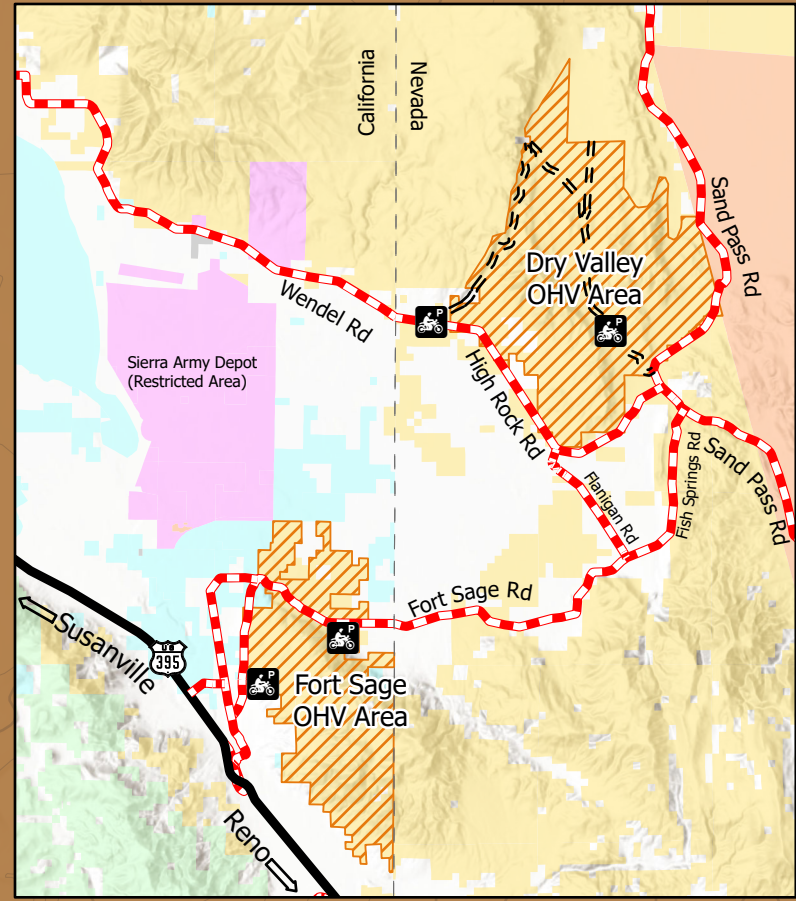 California
Nevada
Sand Pass Rd
Dry Valley
OHV Area
Wendel Rd
P
P
Sierra Army Depot
(Restricted Area)
High Rock Rd
Flanigan Rd
Fish Springs Rd
Sand Pass Rd
Fort Sage Rd
Susanville
US
395
P
P
Fort Sage
OHV Area
Reno